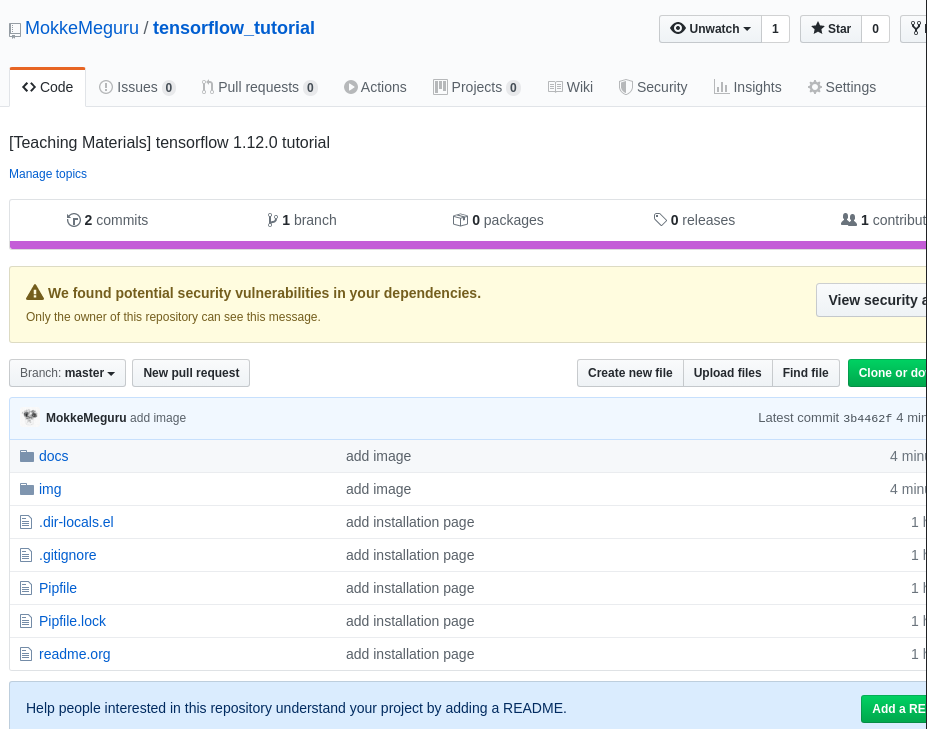 MokkeMeguru / tensorflow_tutorial
Unwatch 1 Star 0
Code Issues 0 Pull requests 0 Actions Projects 0 Wiki Security Insights Settings
[Teaching Materials] tensorflow 1.12.0 tutorial
Manage topics
2 commits 1 branch 0 packages 0 releases 1 contribut
We found potential security vulnerabilities in your dependencies.
Only the owner of this repository can see this message.
View security a
Branch: master New pull request Create new file Upload files Find file Clone or do
MokkeMeguru add image Latest commit 3b4462f 4 min
docs add image 4 minu
img add image 4 minu
.dir-locals.el add installation page 1 h
.gitignore add installation page 1 h
Pipfile add installation page 1 h
Pipfile.lock add installation page 1 h
readme.org add installation page 1 h
Help people interested in this repository understand your project by adding a README.
Add a RE